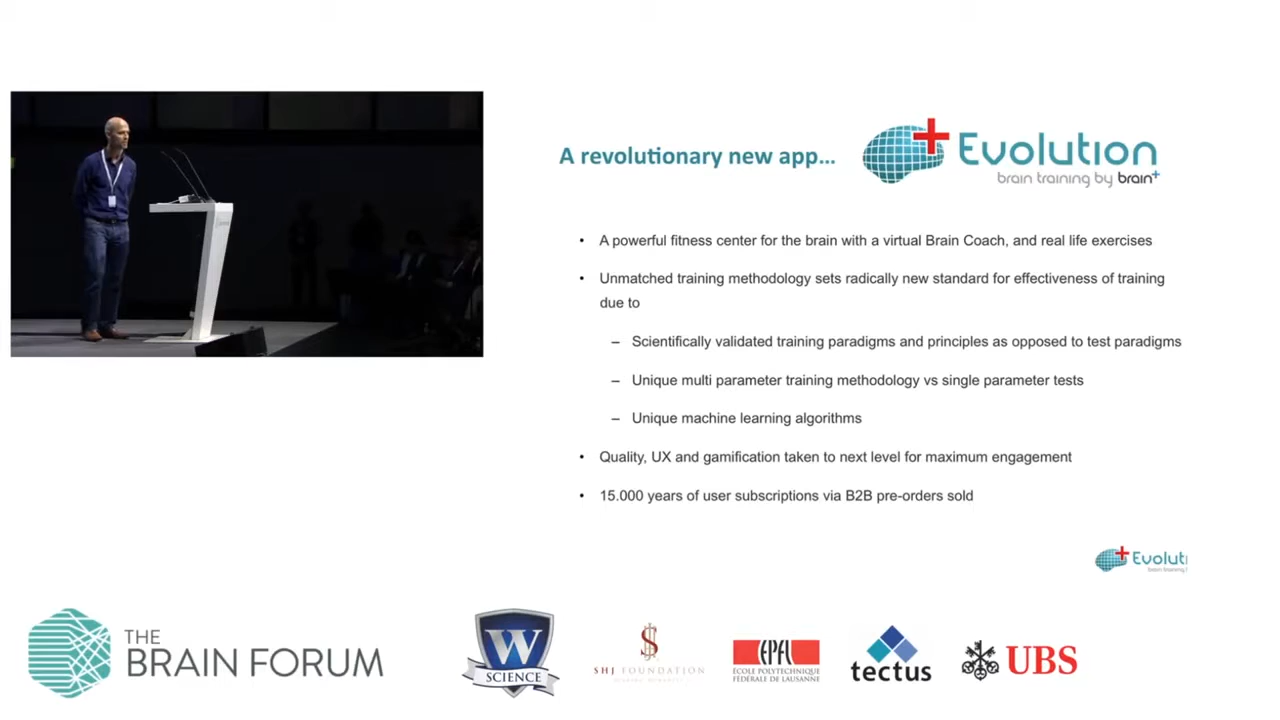 A revolutionary new app...
Evolution
brain training by brain+
• A powerful fitness center for the brain with a virtual Brain Coach, and real life exercises
• Unmatched training methodology sets radically new standard for effectiveness of training
due to
– Scientifically validated training paradigms and principles as opposed to test paradigms
– Unique multi parameter training methodology vs single parameter tests
– Unique machine learning algorithms
• Quality, UX and gamification taken to next level for maximum engagement
• 15.000 years of user subscriptions via B2B pre-orders sold
Evoluti
THE
BRAIN FORUM
W
SCIENCE
SHJ FOUNDATION
EPFL
ECOLE POLYTECHNIQUE
FÉDÉRALE DE LAUSANNE
tectus
UBS